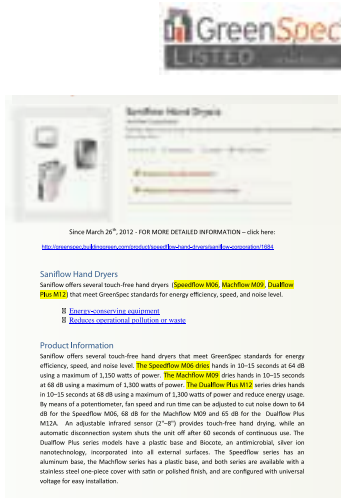 GreenSpec
LISTED
Saniflow Hand Dryers
Since March 26th, 2012 - FOR MORE DETAILED INFORMATION – click here:
http://greenspec.buildinggreen.com/product/speedflow-hand-dryers/saniflow-corporation/1684
Saniflow Hand Dryers
Saniflow offers several touch-free hand dryers (Speedflow M06, Machflow M09, Dualflow
Plus M12) that meet GreenSpec standards for energy efficiency, speed, and noise level.
Energy-conserving equipment
Reduces operational pollution or waste
Product Information
Saniflow offers several touch-free hand dryers that meet GreenSpec standards for energy
efficiency, speed, and noise level. The Speedflow M06 dries hands in 10–15 seconds at 64 dB
using a maximum of 1,150 watts of power. The Machflow M09 dries hands in 10–15 seconds
at 68 dB using a maximum of 1,300 watts of power. The Dualflow Plus M12 series dries hands
in 10–15 seconds at 68 dB using a maximum of 1,300 watts of power and reduce energy usage.
By means of a potentiometer, fan speed and run time can be adjusted to cut noise down to 64
dB for the Speedflow M06, 68 dB for the Machflow M09 and 65 dB for the Dualflow Plus
M12A. An adjustable infrared sensor (2"–8") provides touch-free hand drying, while an
automatic disconnection system shuts the unit off after 60 seconds of continuous use. The
Dualflow Plus series models have a plastic base and Biocote, an antimicrobial, silver ion
nanotechnology, incorporated into all external surfaces. The Speedflow series has an
aluminum base, the Machflow series has a plastic base, and both series are available with a
stainless steel one-piece cover with satin or polished finish, and are configured with universal
voltage for easy installation.